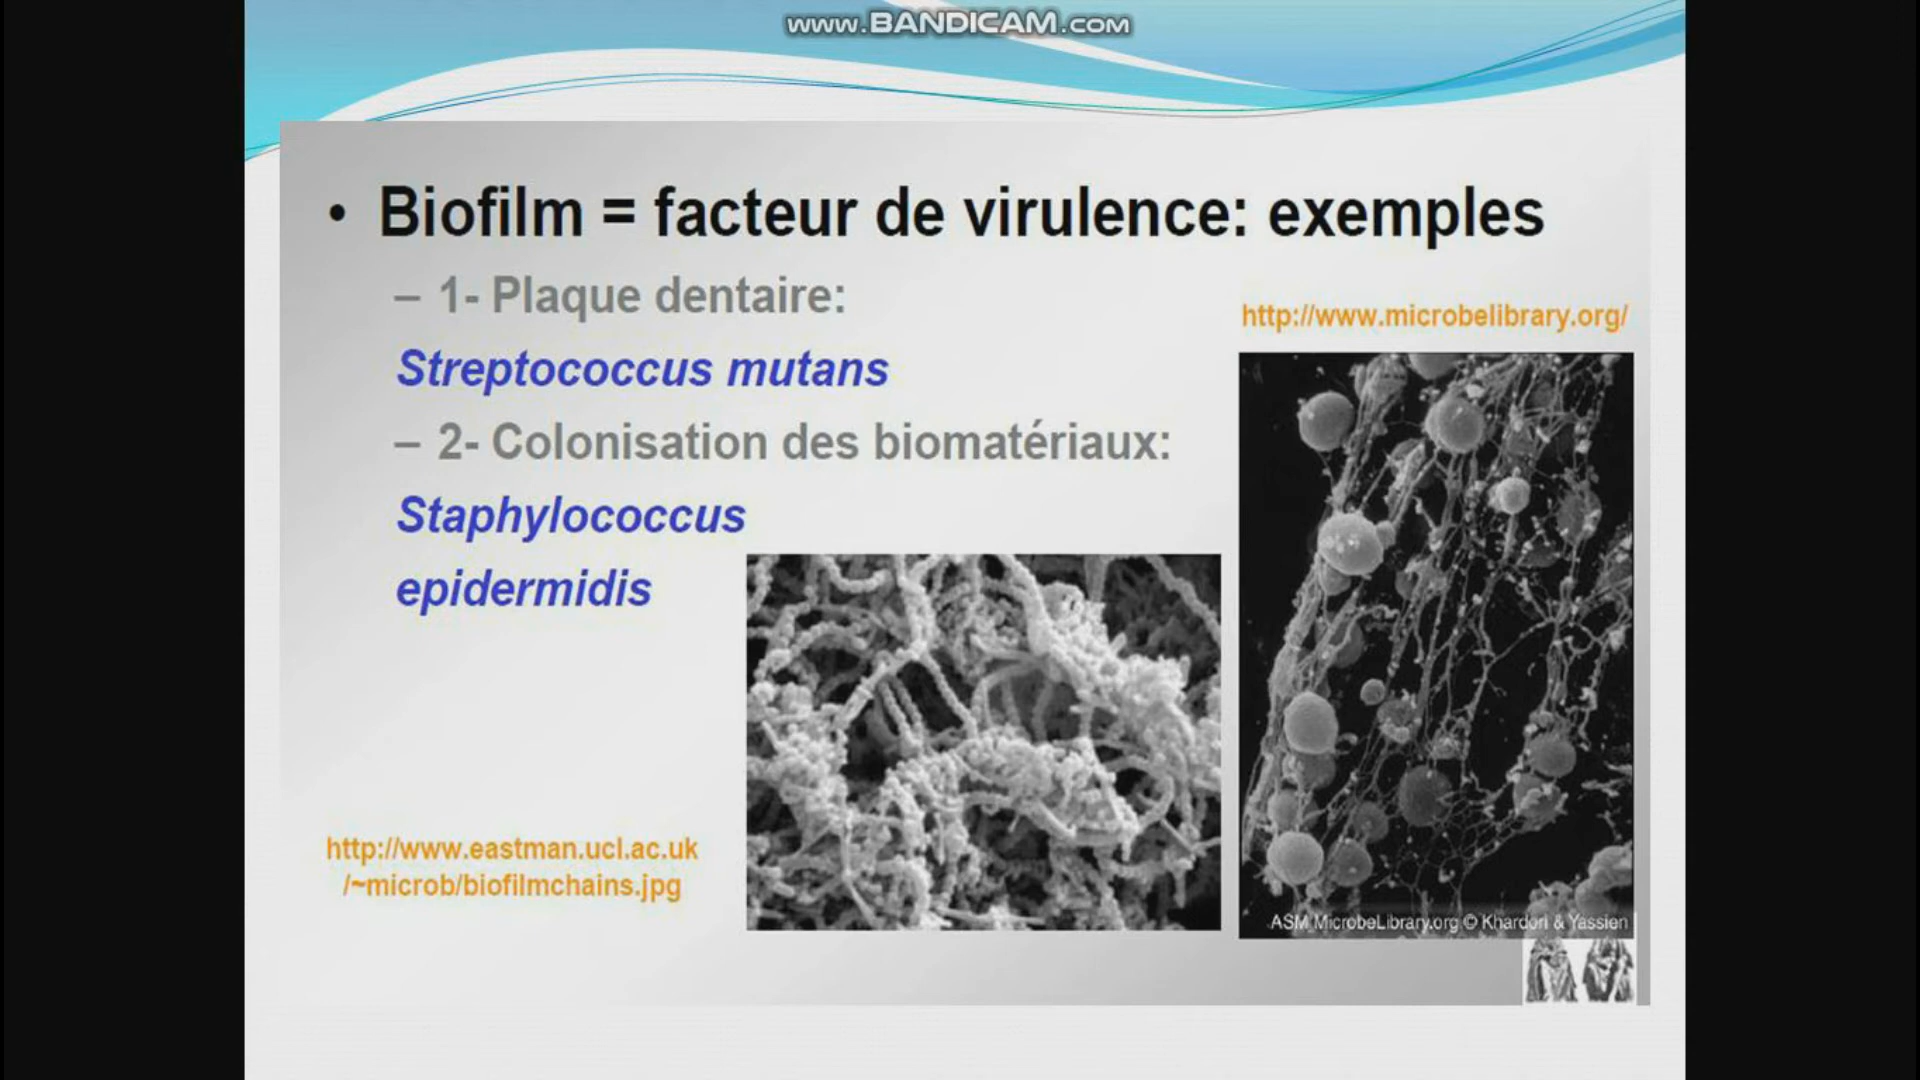 www.BANDICAM.com
• Biofilm = facteur de virulence: exemples
– 1- Plaque dentaire:
http://www.microbelibrary.org/
Streptococcus mutans
– 2- Colonisation des biomatériaux:
Staphylococcus
epidermidis
http://www.eastman.ucl.ac.uk
/~microb/biofilmchains.jpg
ASM MicrobeLibrary.org © Khardori & Yassien